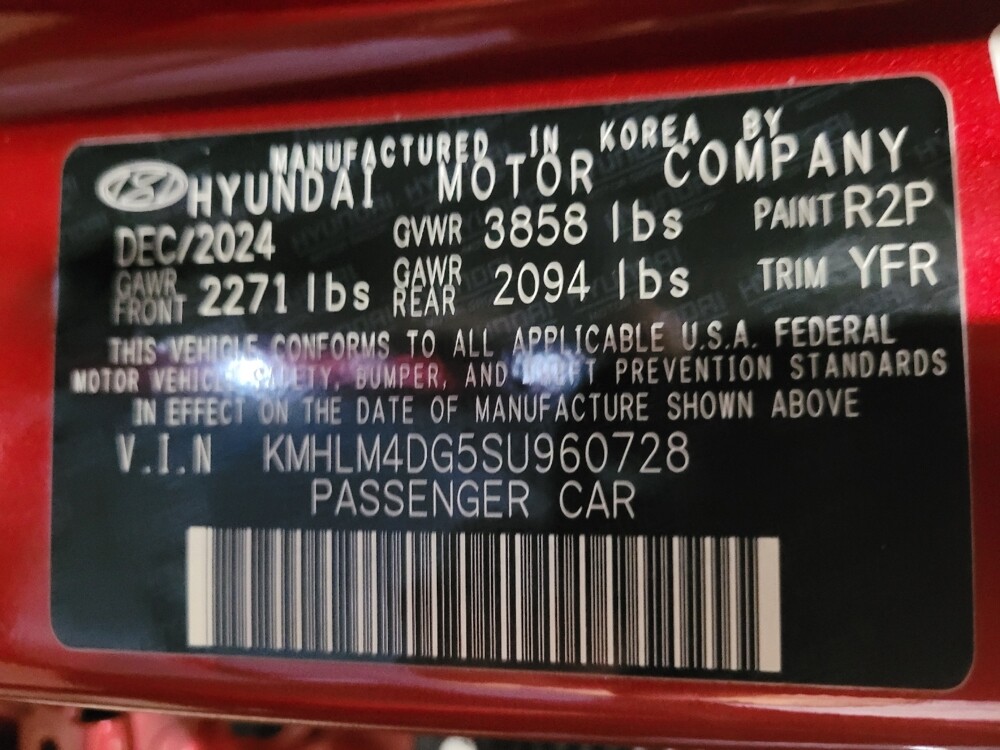 MANUFACTURED IN KOREA BY
HYUNDAI MOTOR COMPANY
DEC/2024 GVWR 3858 lbs PAINT R2P
GAWR FRONT 2271 lbs GAWR REAR 2094 lbs TRIM YFR
THIS VEHICLE CONFORMS TO ALL APPLICABLE U.S.A. FEDERAL
MOTOR VEHICLE SAFETY, BUMPER, AND THEFT PREVENTION STANDARDS
IN EFFECT ON THE DATE OF MANUFACTURE SHOWN ABOVE
V.I.N KMHLM4DG5SU960728
PASSENGER CAR